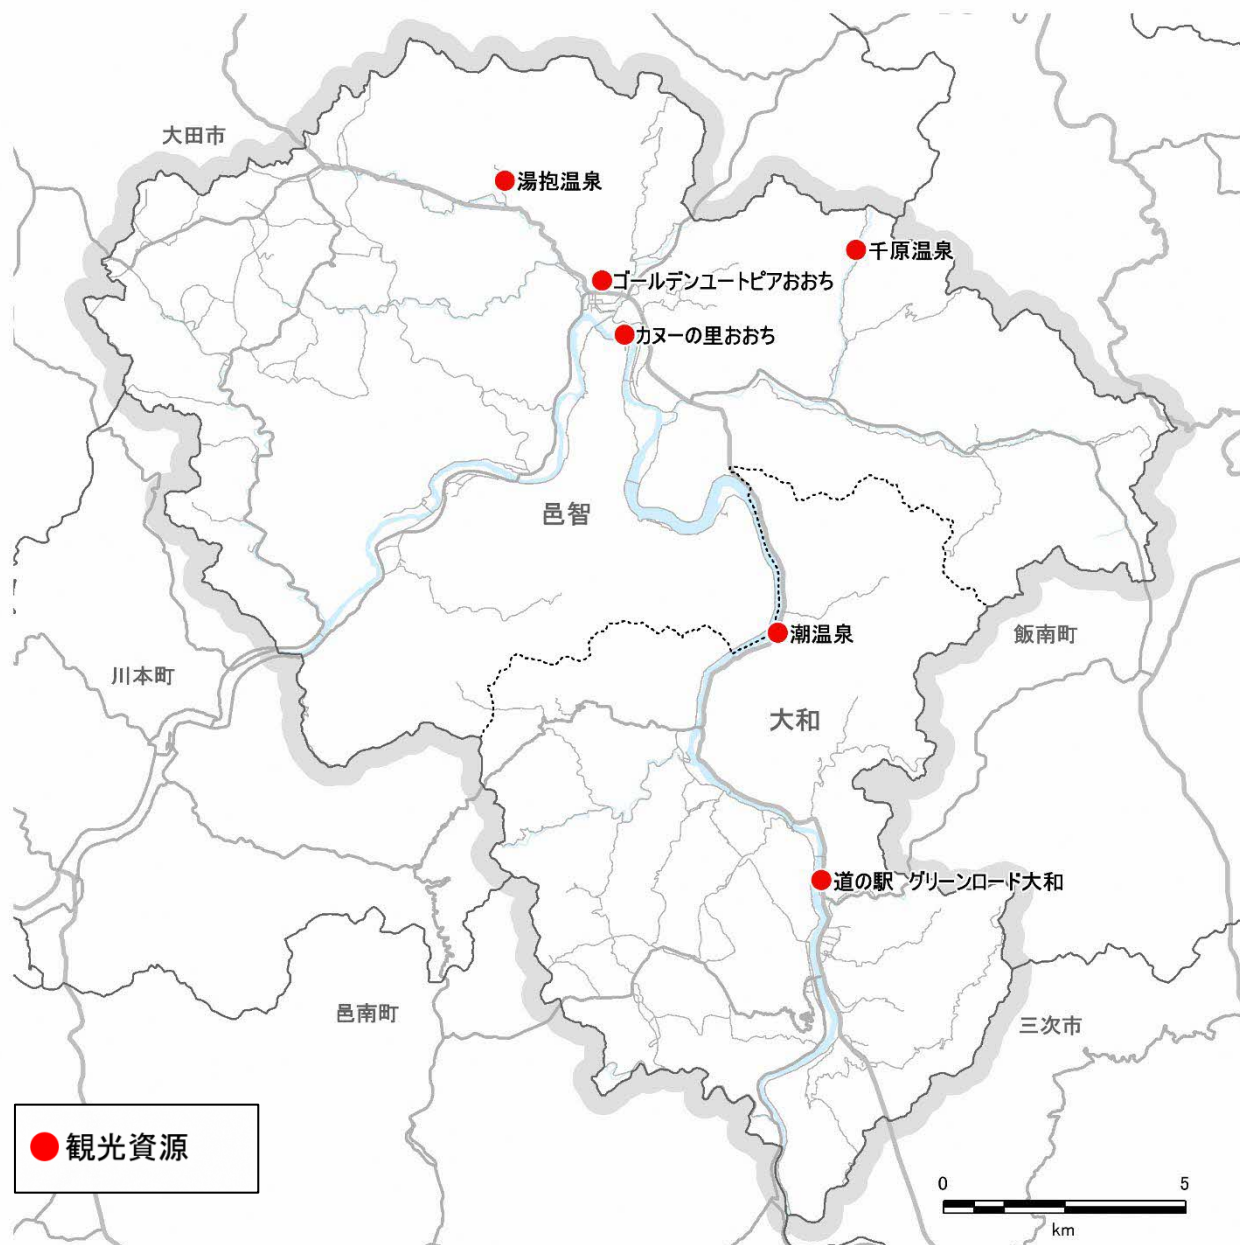 大田市
湯抱温泉
千原温泉
ゴールデンユートピアおおち
カヌーの里おおち
邑智
潮温泉
飯南町
川本町
大和
道の駅 グリーンロード大和
邑南町
三次市
観光資源
0 5
km